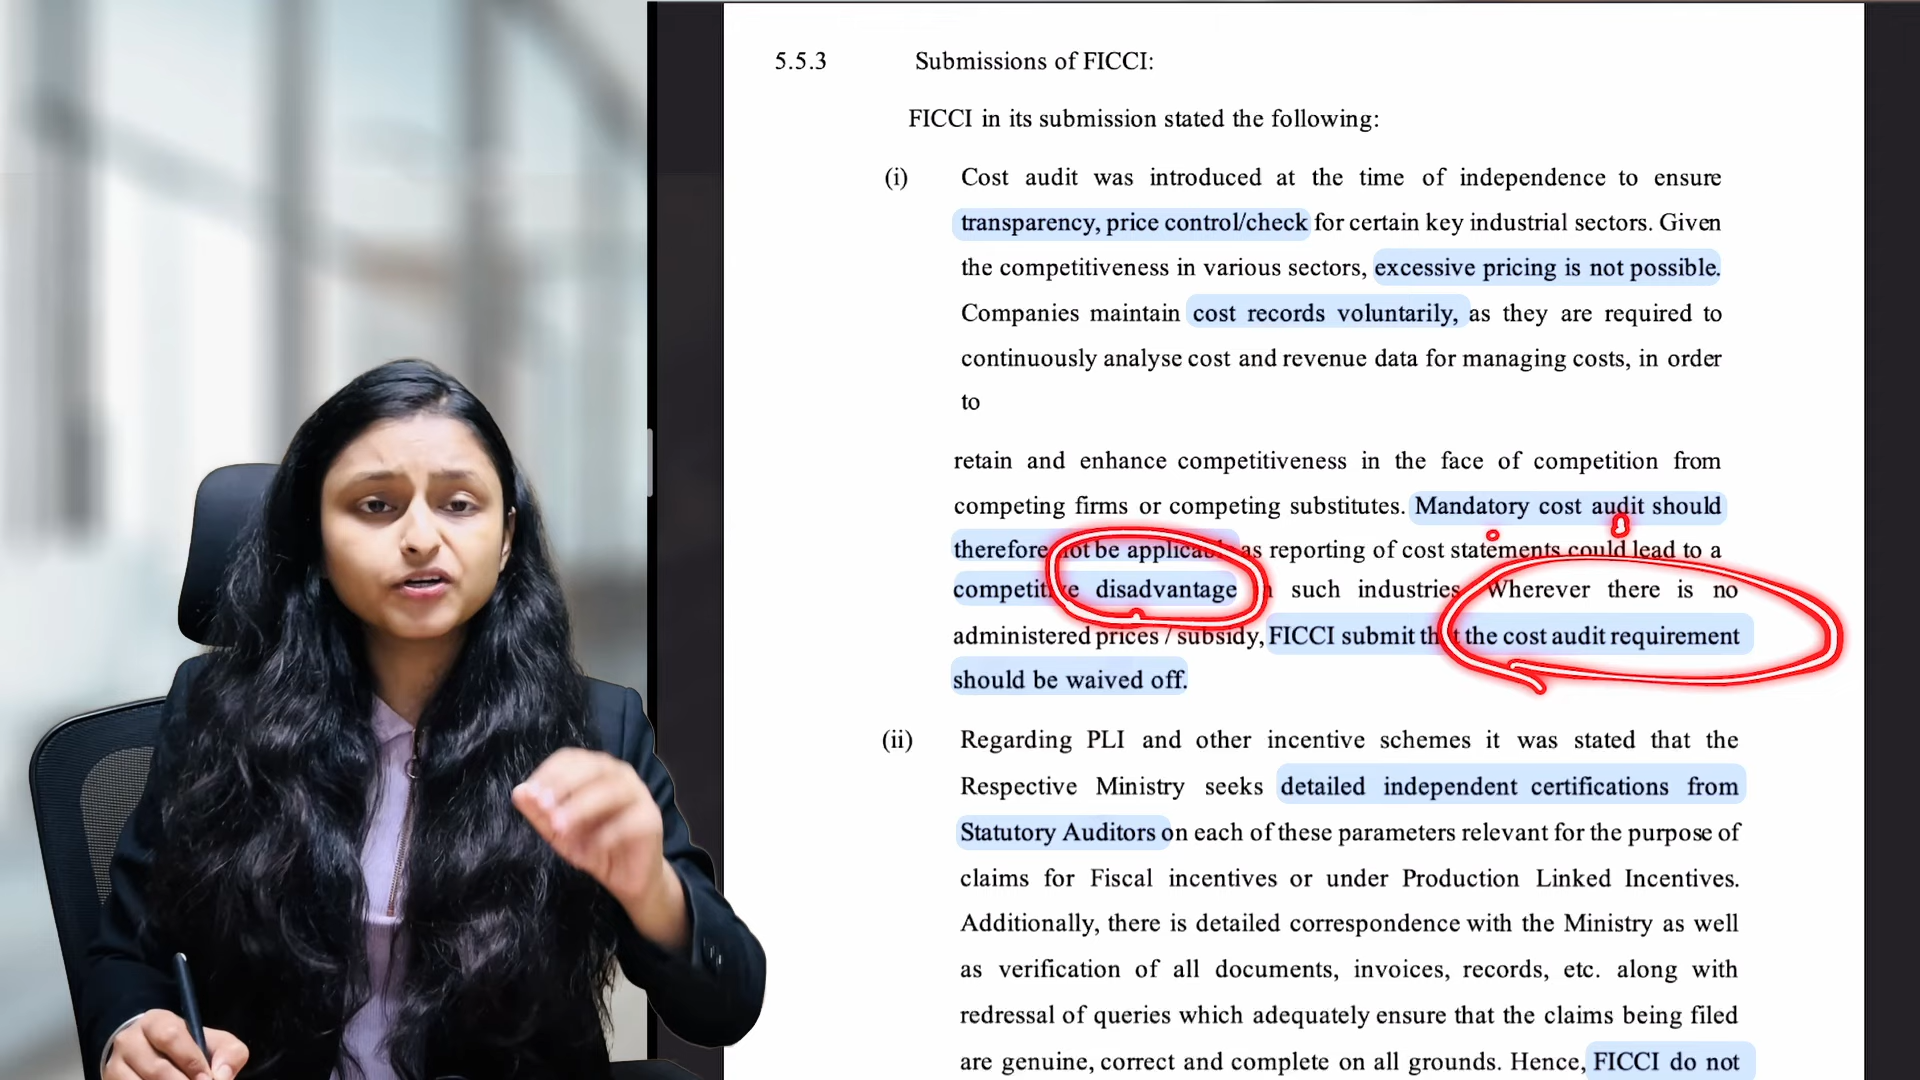 5.5.3 Submissions of FICCI:
FICCI in its submission stated the following:
(i) Cost audit was introduced at the time of independence to ensure
transparency, price control/check for certain key industrial sectors. Given
the competitiveness in various sectors, excessive pricing is not possible.
Companies maintain cost records voluntarily, as they are required to
continuously analyse cost and revenue data for managing costs, in order
to
retain and enhance competitiveness in the face of competition from
competing firms or competing substitutes. Mandatory cost audit should
therefore not be applicable as reporting of cost statements could lead to a
competitive disadvantage such industries Wherever there is no
administered prices / subsidy, FICCI submit that the cost audit requirement
should be waived off.
(ii) Regarding PLI and other incentive schemes it was stated that the
Respective Ministry seeks detailed independent certifications from
Statutory Auditors on each of these parameters relevant for the purpose of
claims for Fiscal incentives or under Production Linked Incentives.
Additionally, there is detailed correspondence with the Ministry as well
as verification of all documents, invoices, records, etc. along with
redressal of queries which adequately ensure that the claims being filed
are genuine, correct and complete on all grounds. Hence, FICCI do not